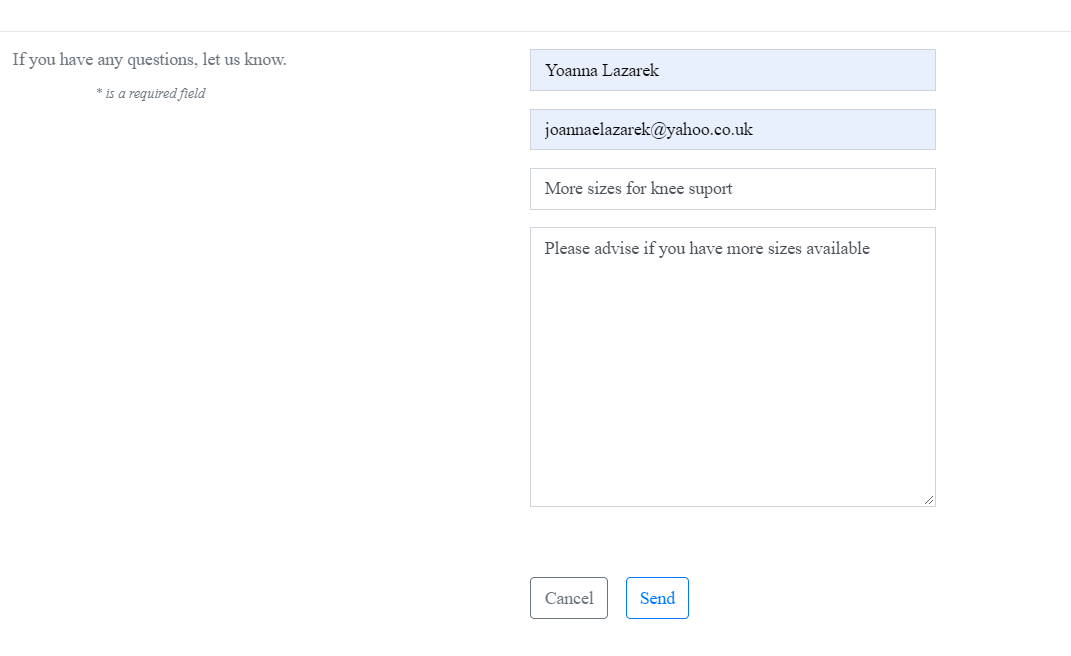 If you have any questions, let us know.
* is a required field
Yoanna Lazarek
joannaelazarek@yahoo.co.uk
More sizes for knee suport
Please advise if you have more sizes available
Cancel
Send